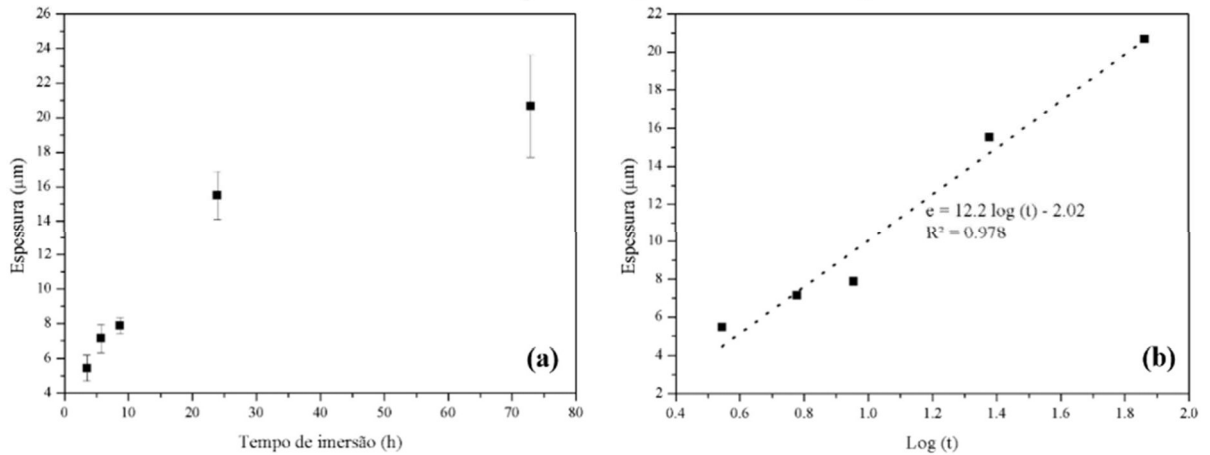 26
24
22
20
18
16
14
12
10
8
6
4
Espessura (µm)
0 10 20 30 40 50 60 70 80
Tempo de imersão (h)
(a)
22
20
18
16
14
12
10
8
6
4
2
Espessura (µm)
e = 12.2 log (t) - 2.02
R² = 0.978
(b)
0.4 0.6 0.8 1.0 1.2 1.4 1.6 1.8 2.0
Log (t)